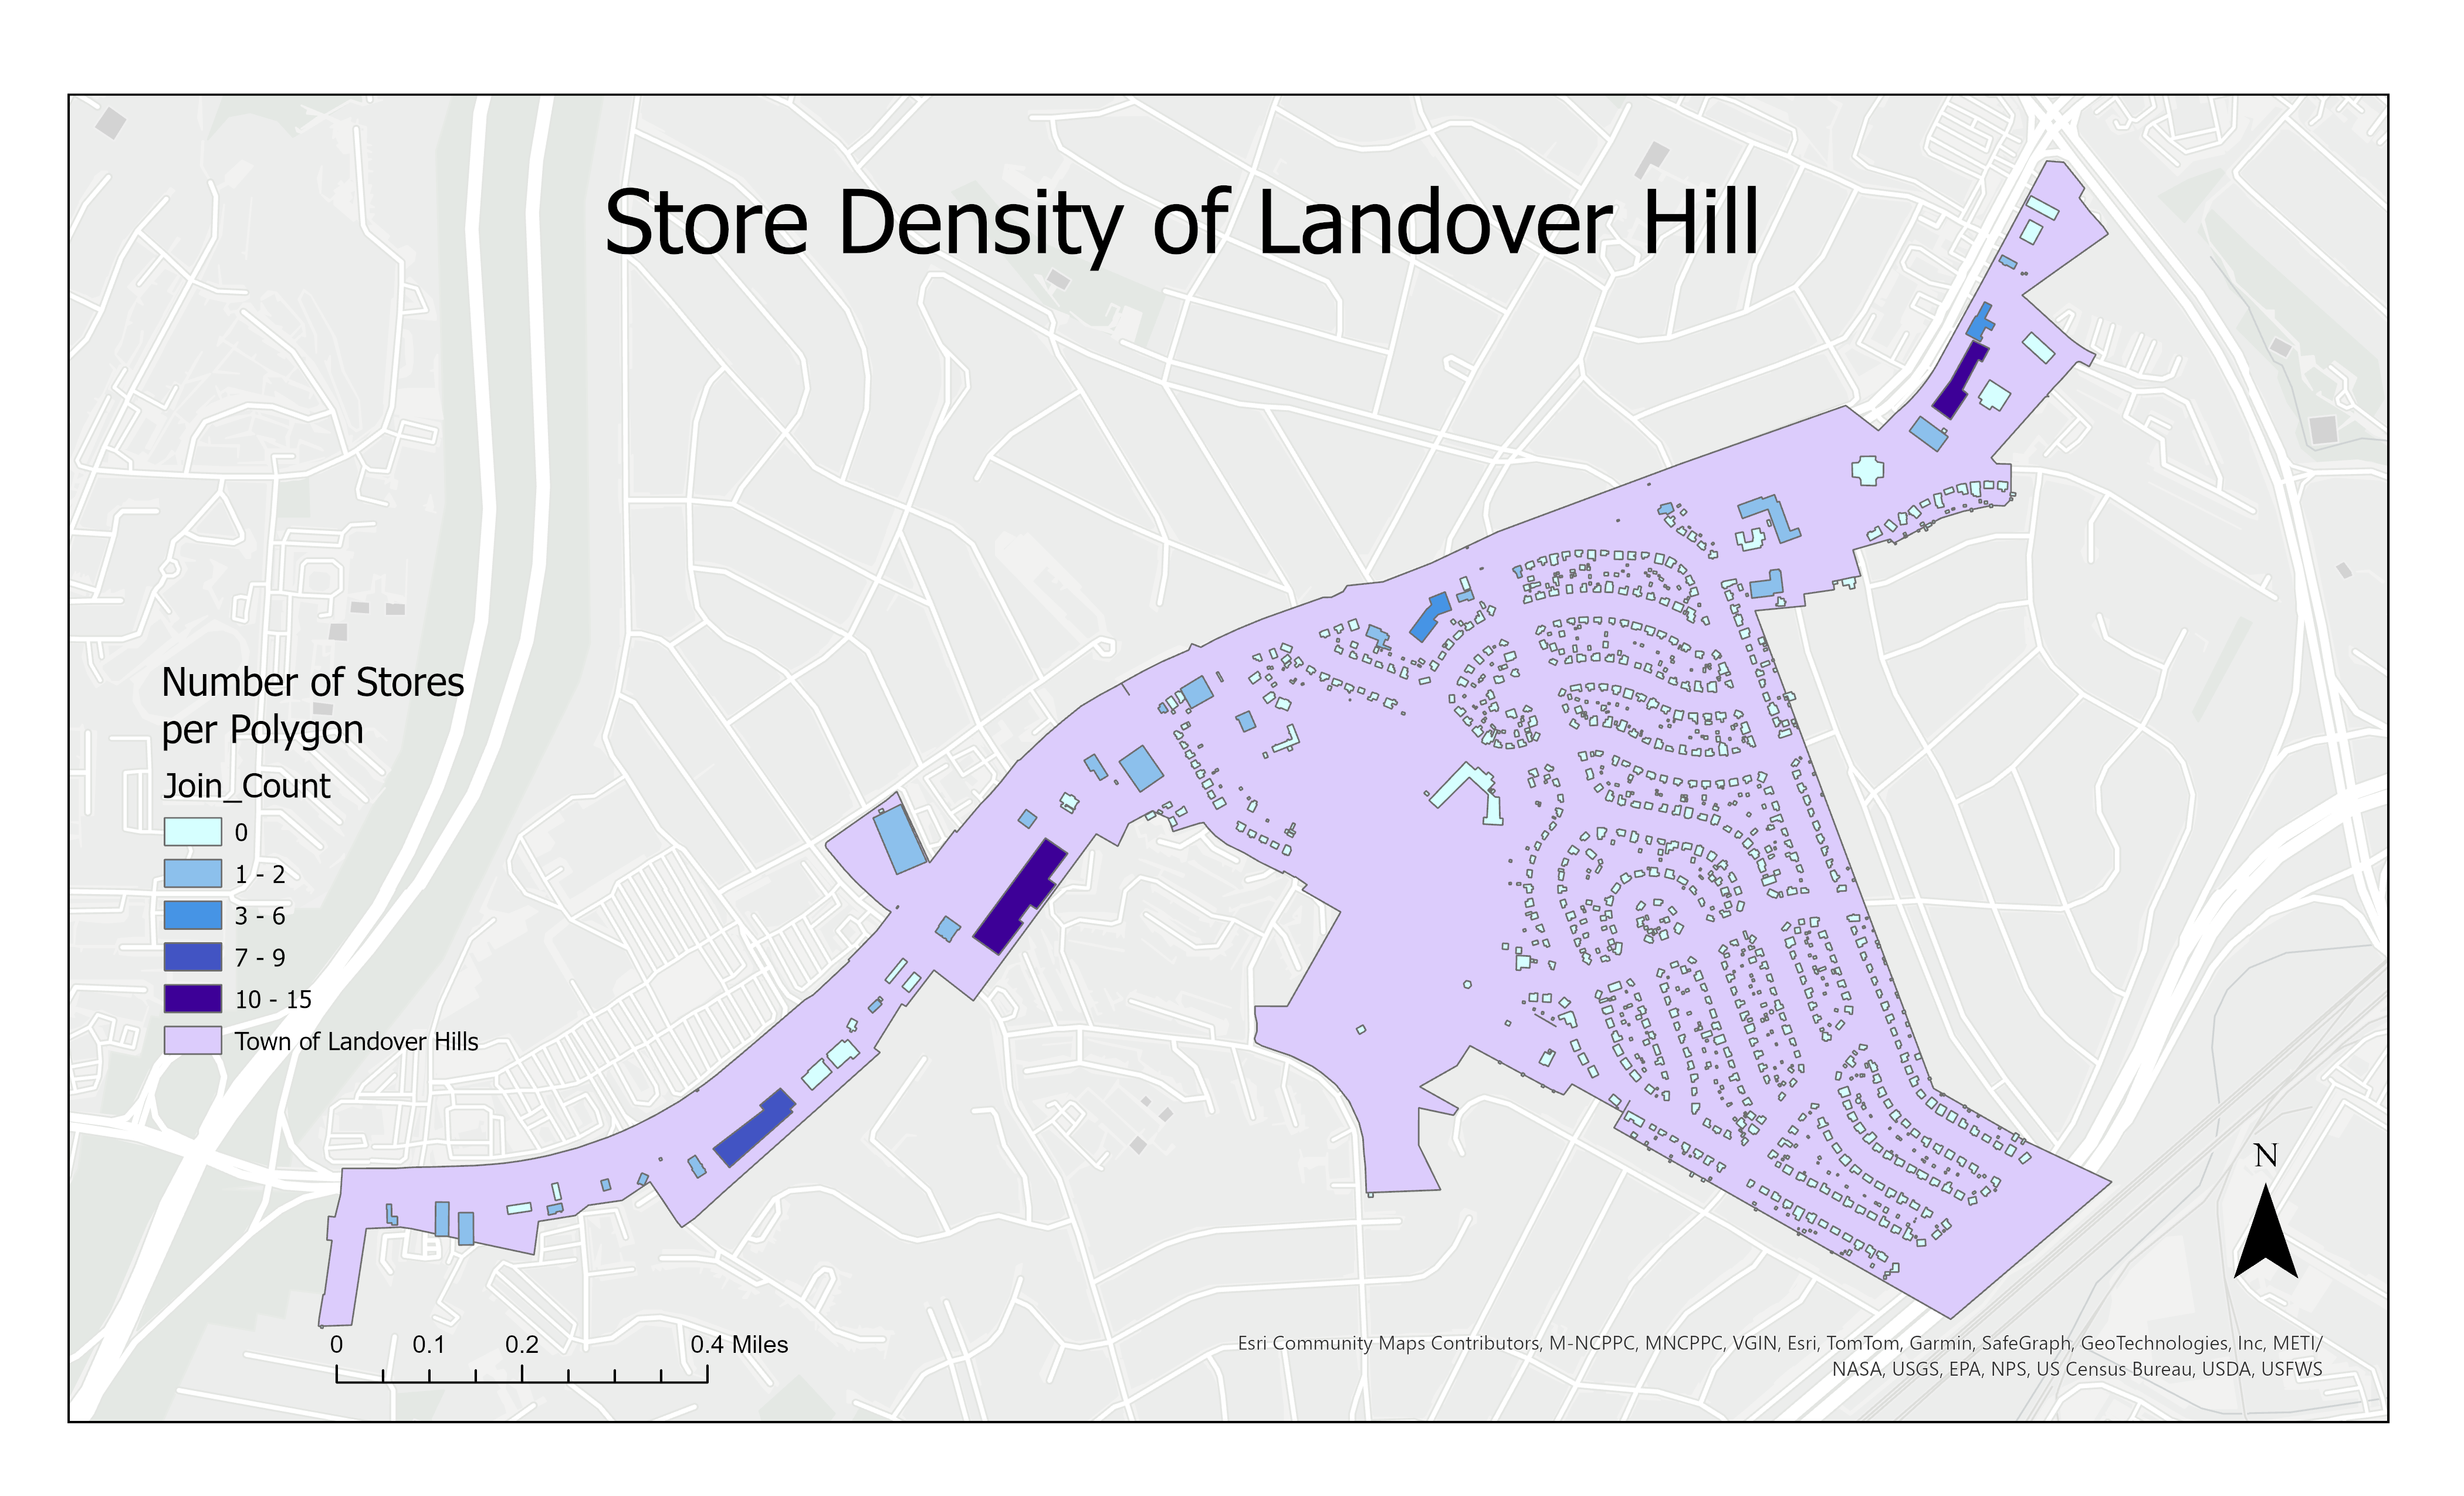 Store Density of Landover Hill
Number of Stores
per Polygon
Join_Count
0
1 - 2
3 - 6
7 - 9
10 - 15
Town of Landover Hills
N
0 0.1 0.2 0.4 Miles
Esri Community Maps Contributors, M-NCPPC, MNCPPC, VGIN, Esri, TomTom, Garmin, SafeGraph, GeoTechnologies, Inc, METI/
NASA, USGS, EPA, NPS, US Census Bureau, USDA, USFWS